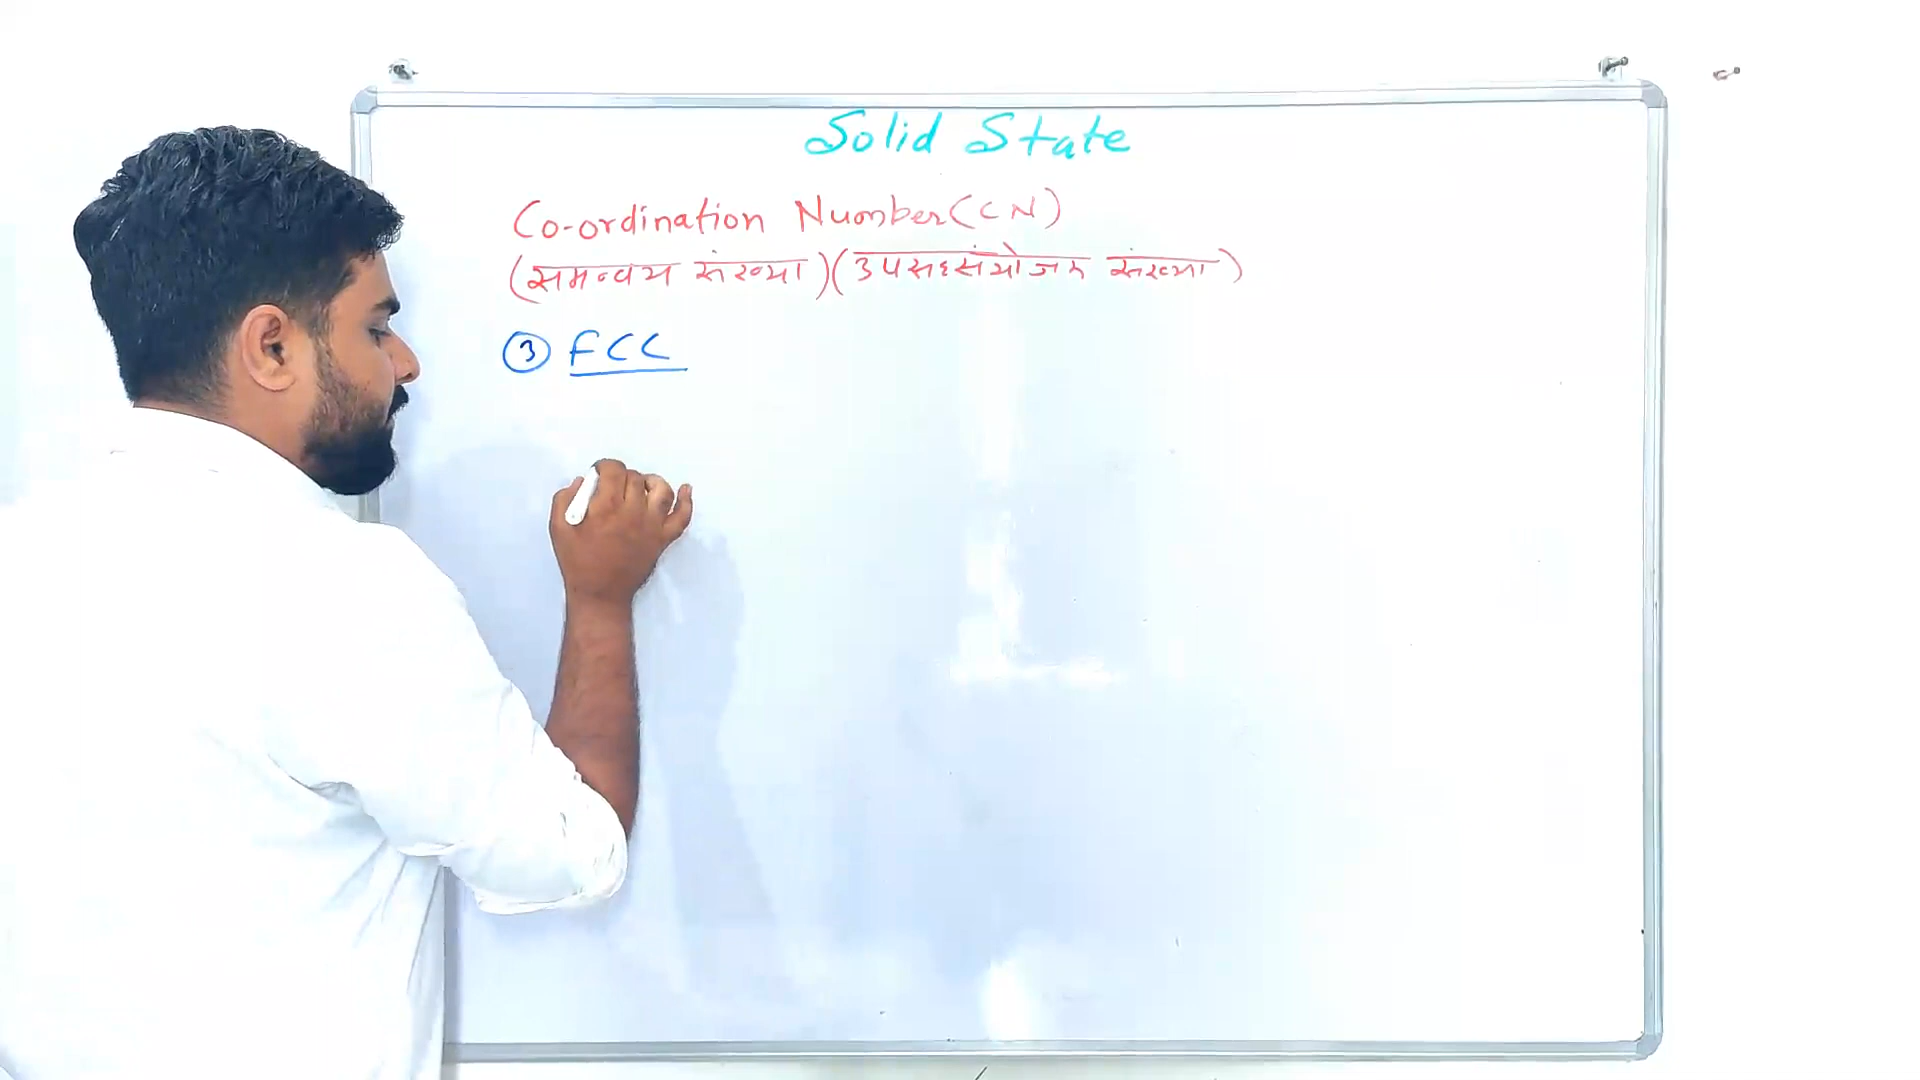 Solid State
Co-ordination Number (CN)
(समन्वय संख्या) (उपसहसंयोजन संख्या)
③ FCC